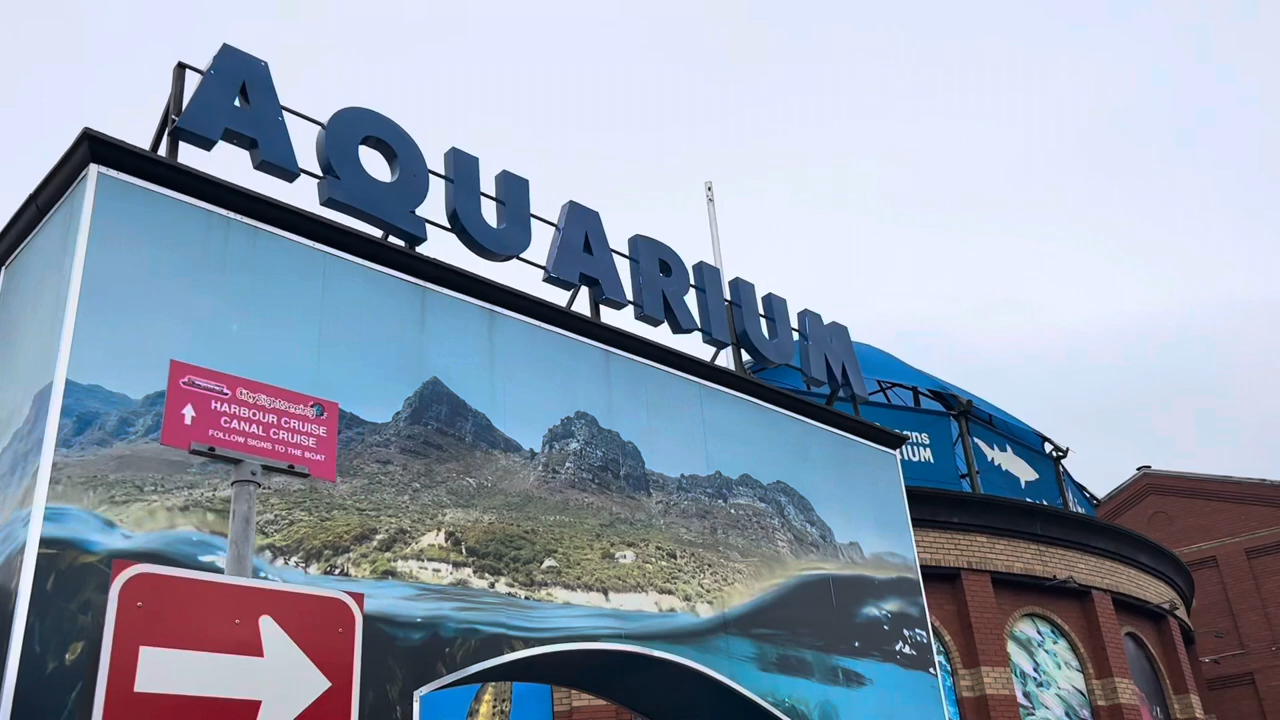 AQUARIUM
CitySightseeing
HARBOUR CRUISE
CANAL CRUISE
FOLLOW SIGNS TO THE BOAT